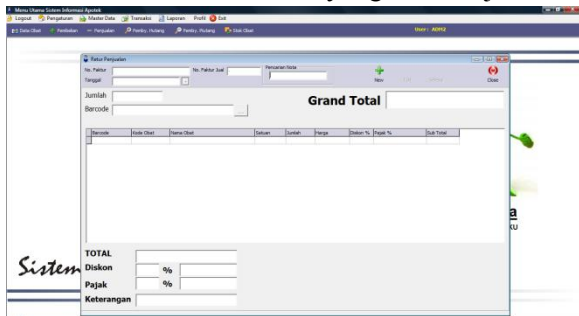 Menu Utama Sistem Informasi Apotek
Logout Pengaturan Master Data Transaksi Laporan Profil Exit
Data Obat Pembelian Penjualan Pemby. Hutang Pemby. Piutang Stok Obat User : ADM2
Retur Penjualan
No. Faktur No. Faktur Jual Pencarian Nota
Tanggal New Close
Jumlah
Barcode ... Grand Total
Barcode Kode Obat Nama Obat Satuan Jumlah Harga Diskon % Pajak % Sub Total
TOTAL
Sistem Diskon %
Pajak %
Keterangan